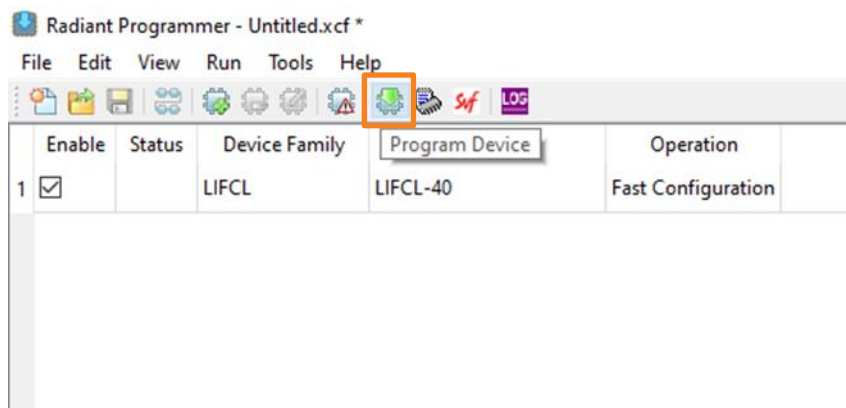 Radiant Programmer - Untitled.xcf *
File Edit View Run Tools Help
Svf LOG
Enable Status Device Family Program Device Operation
1 LIFCL LIFCL-40 Fast Configuration